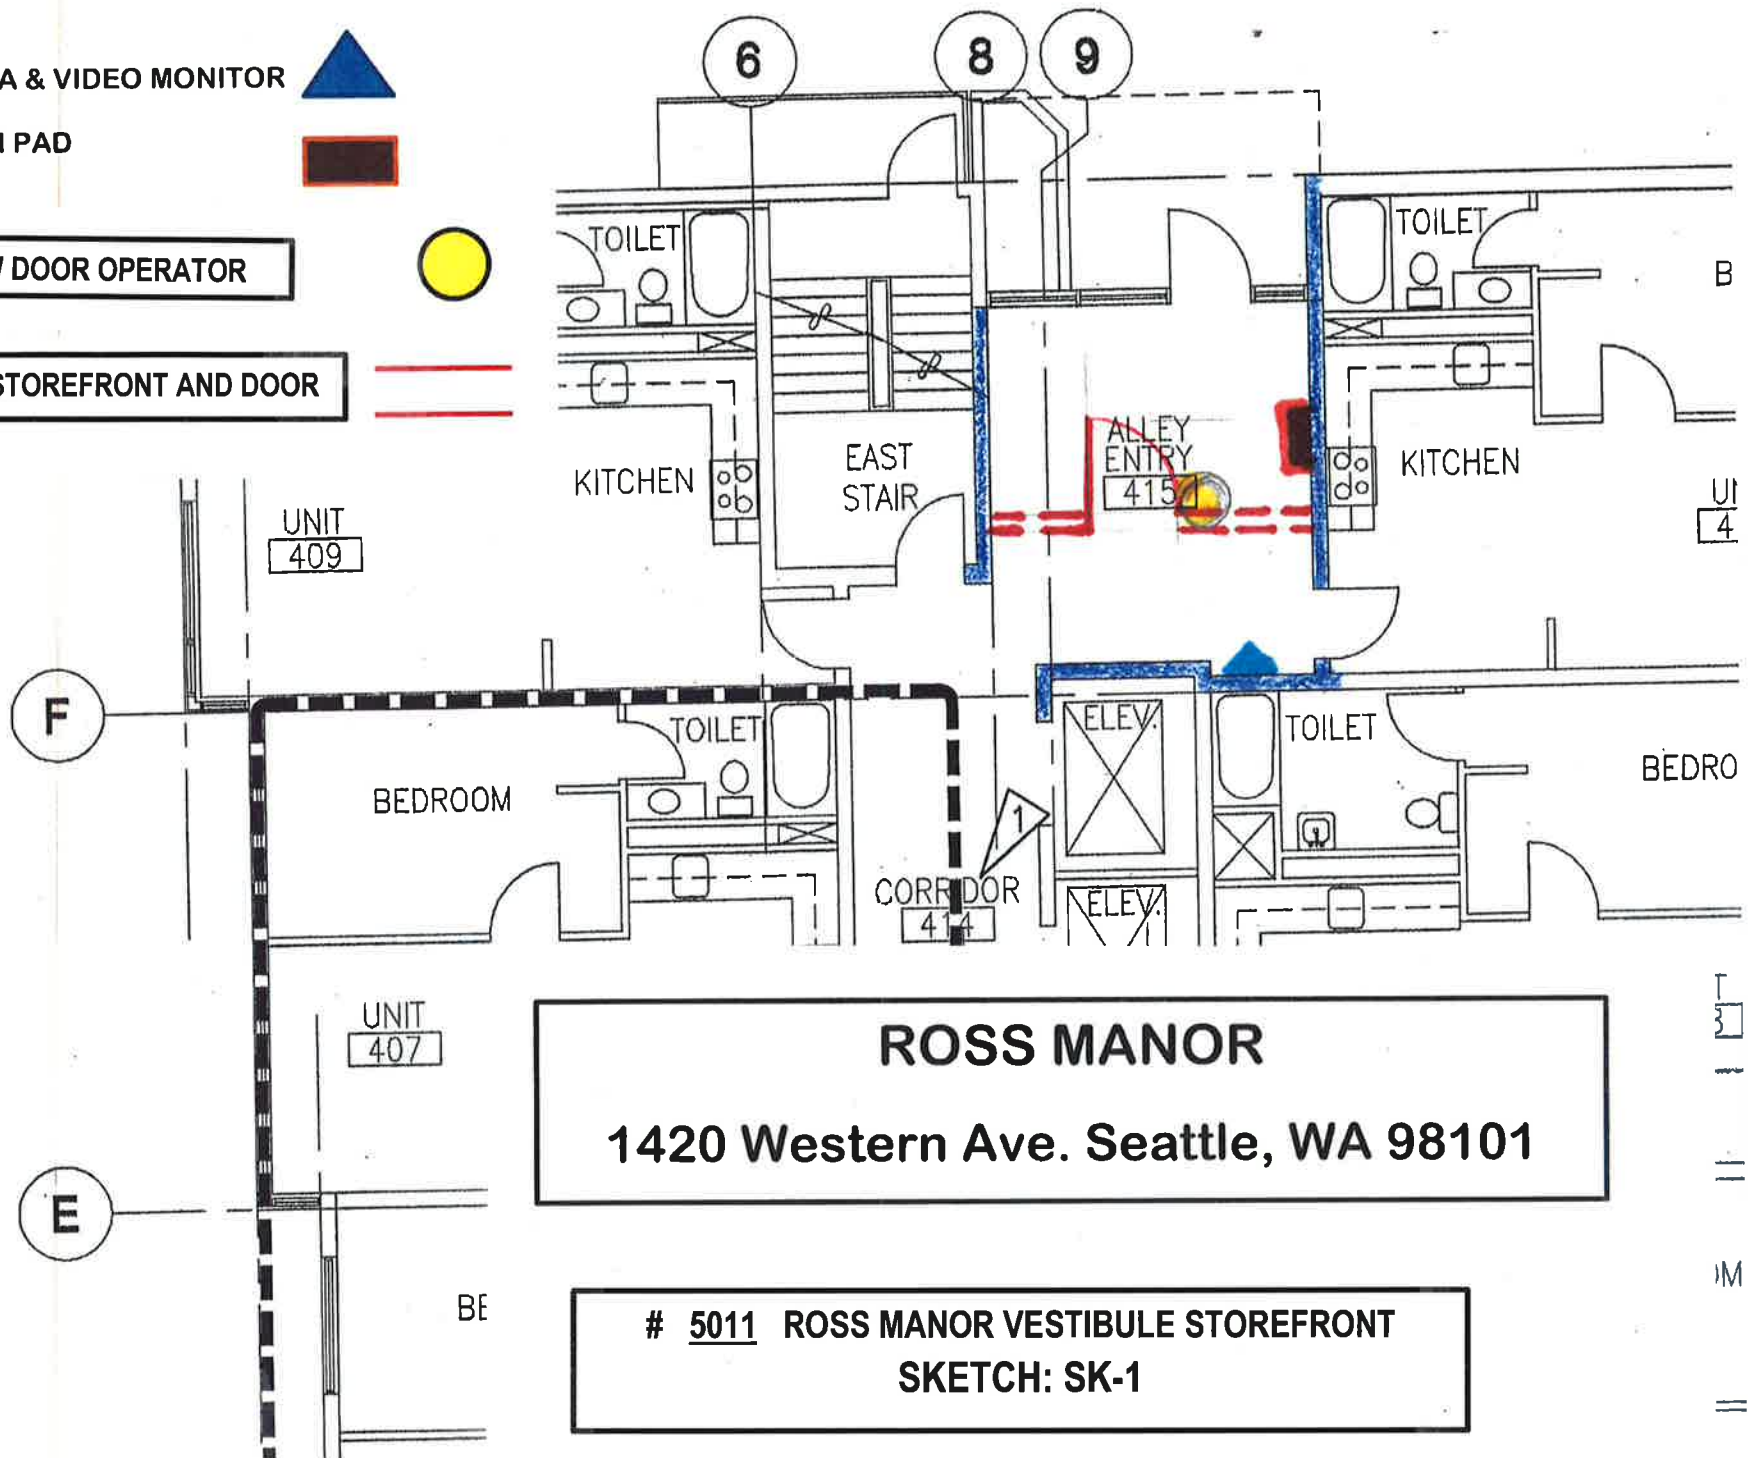 6
8
9
A & VIDEO MONITOR
PAD
DOOR OPERATOR
STOREFRONT AND DOOR
TOILET
TOILET
B
KITCHEN
EAST
STAIR
ALLEY
ENTRY
415
KITCHEN
UNIT
409
4
F
TOILET
BEDROOM
ELEV.
TOILET
BEDRO
1
CORRIDOR
414
ELEV.
UNIT
407
ROSS MANOR
1420 Western Ave. Seattle, WA 98101
T
3
E
BE
M
# 5011 ROSS MANOR VESTIBULE STOREFRONT
SKETCH: SK-1